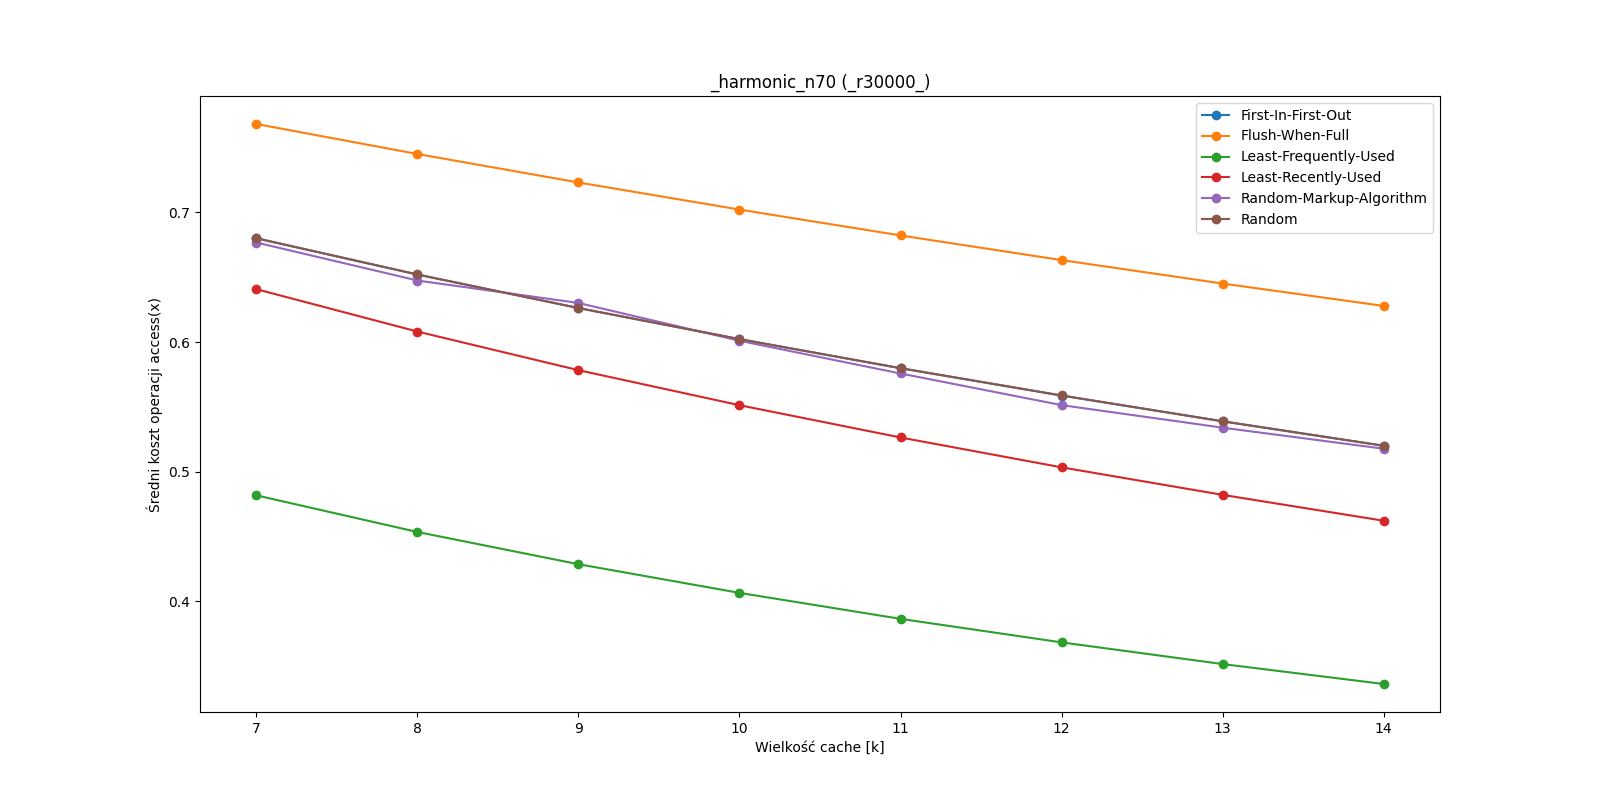 _harmonic_n70 (_r30000_)
First-In-First-Out
Flush-When-Full
Least-Frequently-Used
Least-Recently-Used
Random-Markup-Algorithm
Random
Średni koszt operacji access(x)
0.7
0.6
0.5
0.4
7 8 9 10 11 12 13 14
Wielkość cache [k]